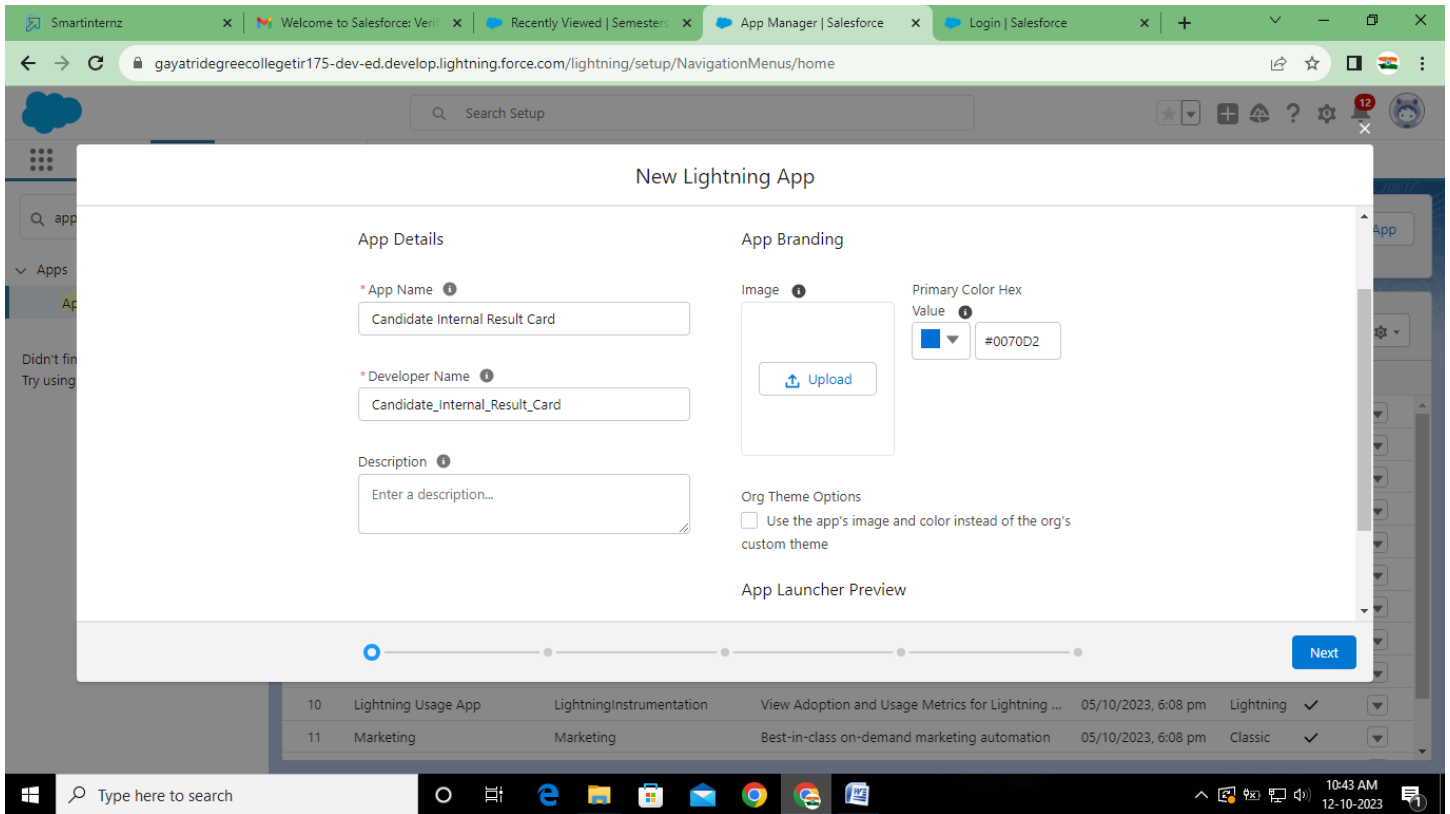 Smartinternz
Welcome to Salesforce: Verif
Recently Viewed | Semesters
App Manager | Salesforce
Login | Salesforce
gayatridegreecollegetir175-dev-ed.develop.lightning.force.com/lightning/setup/NavigationMenus/home
Search Setup
12
New Lightning App
app
App
Apps
Ap
Didn't fin
Try using
App Details
App Branding
*App Name
Candidate Internal Result Card
*Developer Name
Candidate_Internal_Result_Card
Description
Enter a description...
Image
Upload
Primary Color Hex
Value
#0070D2
Org Theme Options
Use the app's image and color instead of the org's
custom theme
App Launcher Preview
Next
10 Lightning Usage App LightningInstrumentation View Adoption and Usage Metrics for Lightning ... 05/10/2023, 6:08 pm Lightning
11 Marketing Marketing Best-in-class on-demand marketing automation 05/10/2023, 6:08 pm Classic
Type here to search
10:43 AM
12-10-2023
1